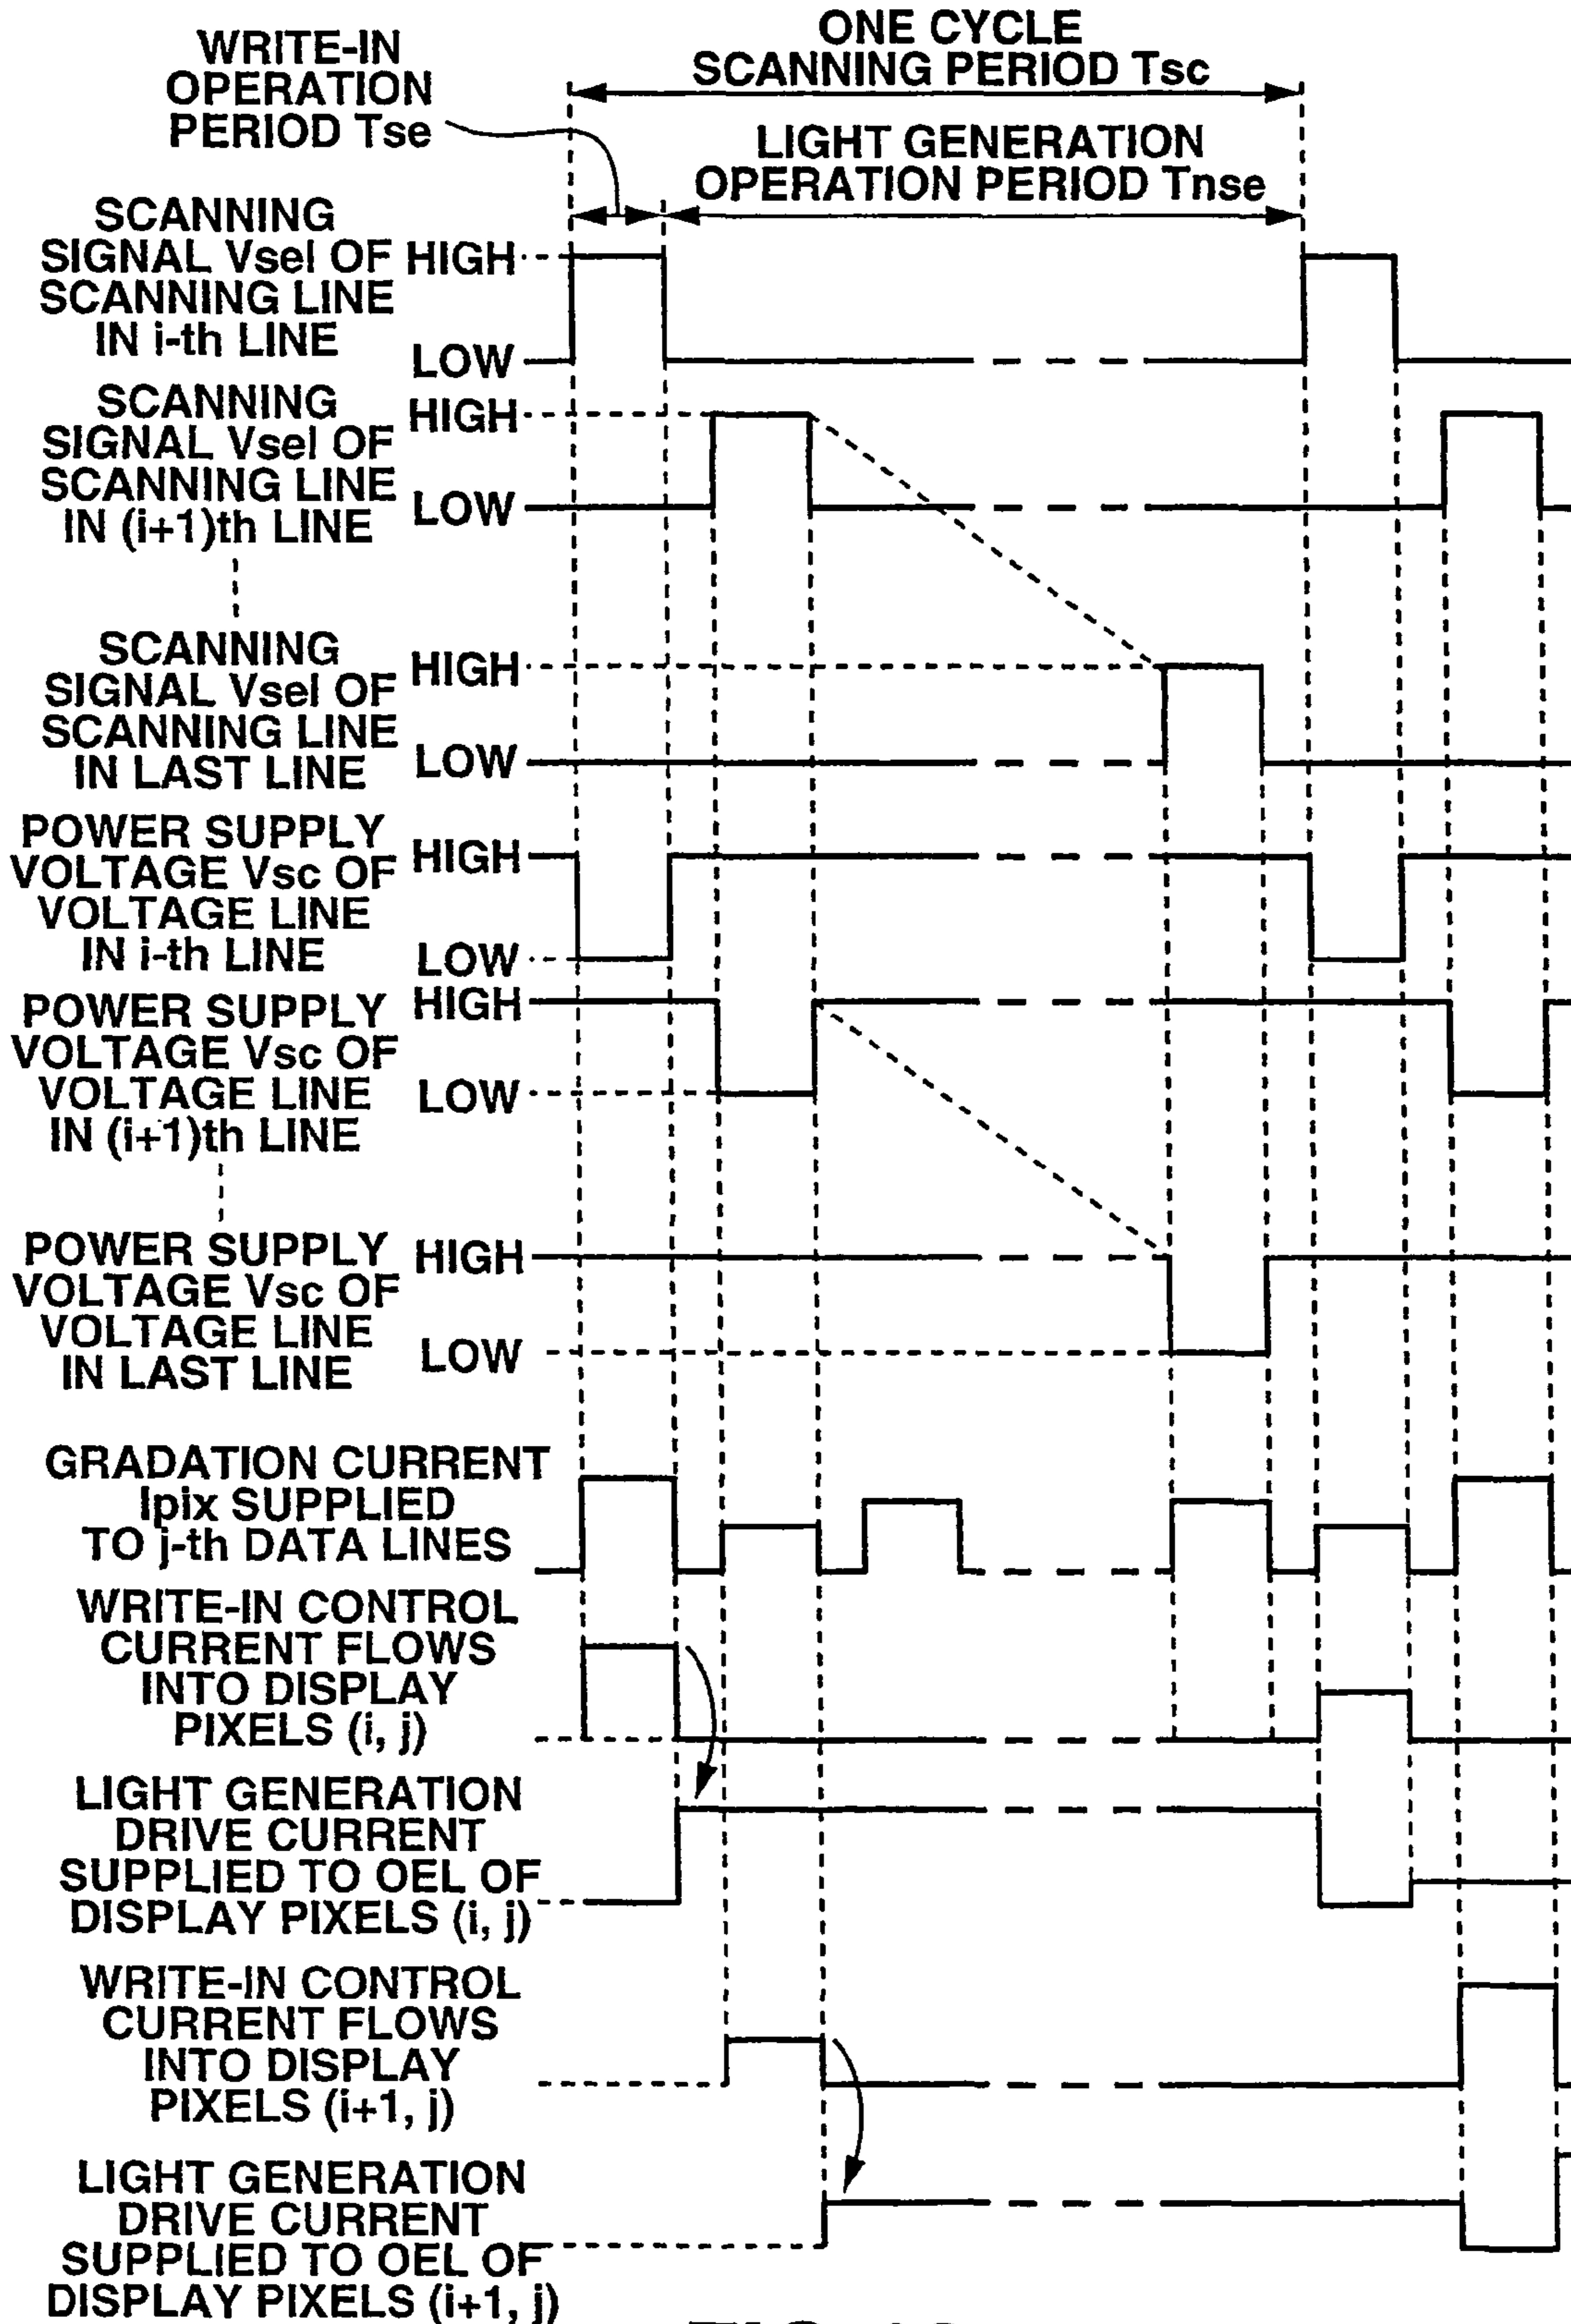 ONE CYCLE
SCANNING PERIOD Tsc
WRITE-IN
OPERATION
PERIOD Tse
LIGHT GENERATION
OPERATION PERIOD Tnse
SCANNING
SIGNAL Vsel OF
SCANNING LINE
IN i-th LINE
HIGH
LOW
SCANNING
SIGNAL Vsel OF
SCANNING LINE
IN (i+1)th LINE
HIGH
LOW
SCANNING
SIGNAL Vsel OF
SCANNING LINE
IN LAST LINE
HIGH
LOW
POWER SUPPLY
VOLTAGE Vsc OF
VOLTAGE LINE
IN i-th LINE
HIGH
LOW
POWER SUPPLY
VOLTAGE Vsc OF
VOLTAGE LINE
IN (i+1)th LINE
HIGH
LOW
POWER SUPPLY
VOLTAGE Vsc OF
VOLTAGE LINE
IN LAST LINE
HIGH
LOW
GRADATION CURRENT
Ipix SUPPLIED
TO j-th DATA LINES
WRITE-IN CONTROL
CURRENT FLOWS
INTO DISPLAY
PIXELS (i, j)
LIGHT GENERATION
DRIVE CURRENT
SUPPLIED TO OEL OF
DISPLAY PIXELS (i, j)
WRITE-IN CONTROL
CURRENT FLOWS
INTO DISPLAY
PIXELS (i+1, j)
LIGHT GENERATION
DRIVE CURRENT
SUPPLIED TO OEL OF
DISPLAY PIXELS (i+1, j)